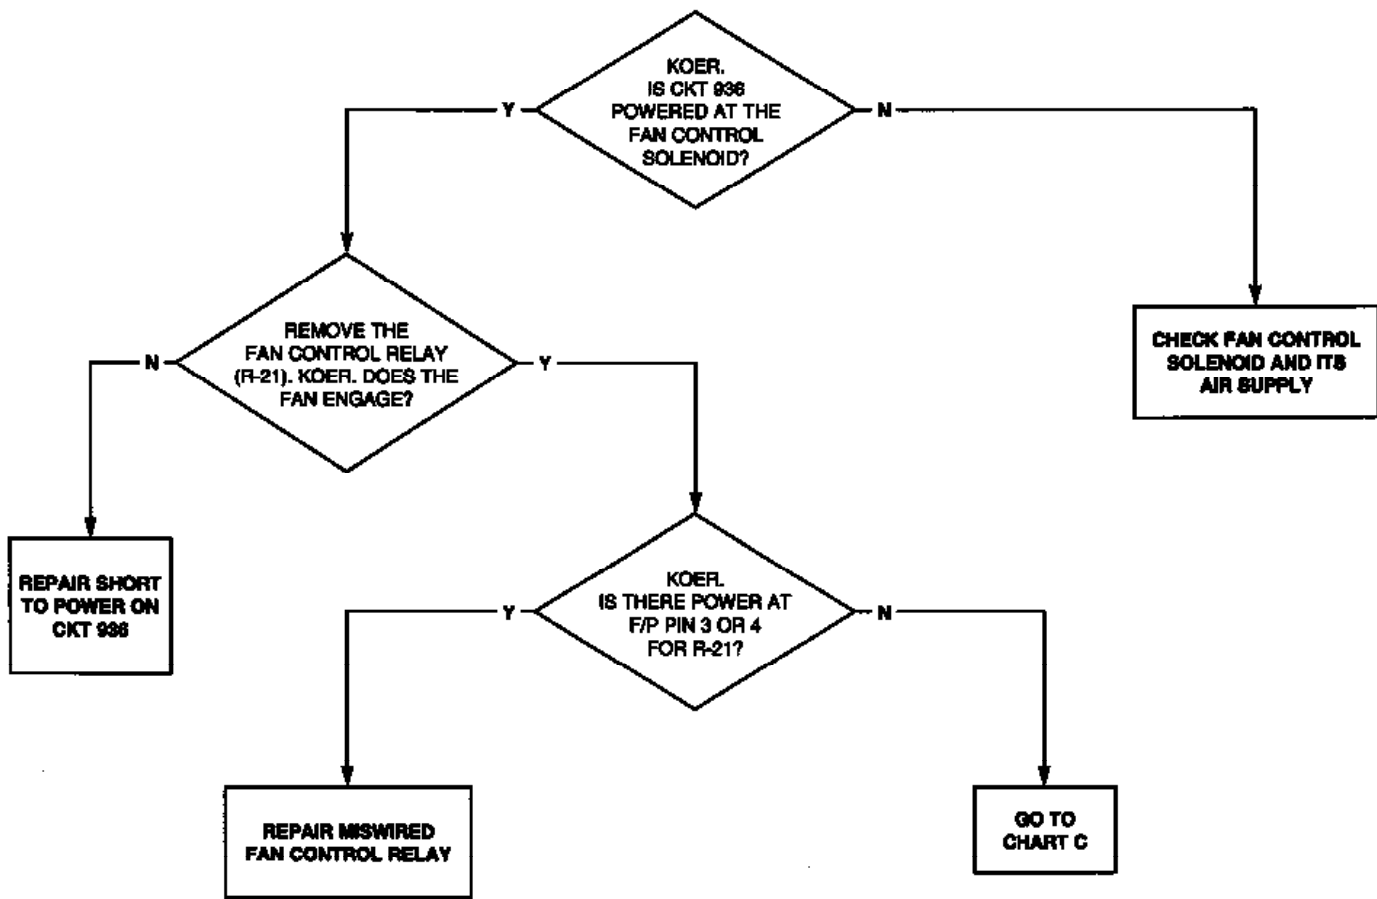 KOER.
IS CKT 936
POWERED AT THE
FAN CONTROL
SOLENOID?
Y
N
REMOVE THE
FAN CONTROL RELAY
(R-21). KOER. DOES THE
FAN ENGAGE?
N
Y
CHECK FAN CONTROL
SOLENOID AND ITS
AIR SUPPLY
REPAIR SHORT
TO POWER ON
CKT 936
KOER.
IS THERE POWER AT
F/P PIN 3 OR 4
FOR R-21?
Y
N
REPAIR MISWIRED
FAN CONTROL RELAY
GO TO
CHART C